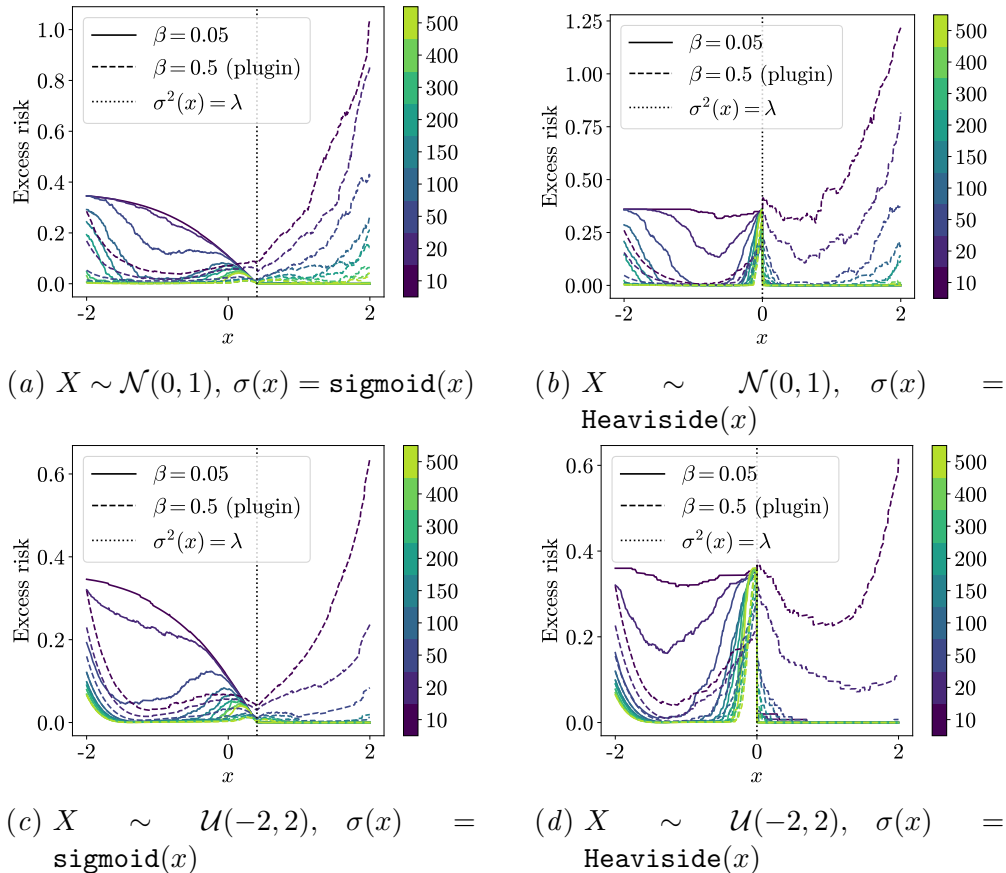 1.0
0.8
0.6
0.4
0.2
0.0
Excess risk
β = 0.05
β = 0.5 (plugin)
σ²(x) = λ
-2
0
2
x
500
400
300
200
150
100
50
20
10
1.25
1.00
0.75
0.50
0.25
0.00
Excess risk
β = 0.05
β = 0.5 (plugin)
σ²(x) = λ
-2
0
2
x
500
400
300
200
150
100
50
20
10
(a) X ∼ 𝒩(0, 1), σ(x) = sigmoid(x)
(b) X ∼ 𝒩(0, 1), σ(x) =
Heaviside(x)
0.6
0.4
0.2
0.0
Excess risk
β = 0.05
β = 0.5 (plugin)
σ²(x) = λ
-2
0
2
x
500
400
300
200
150
100
50
20
10
0.6
0.4
0.2
0.0
Excess risk
β = 0.05
β = 0.5 (plugin)
σ²(x) = λ
-2
0
2
x
500
400
300
200
150
100
50
20
10
(c) X ∼ 𝒰(−2, 2), σ(x) =
sigmoid(x)
(d) X ∼ 𝒰(−2, 2), σ(x) =
Heaviside(x)